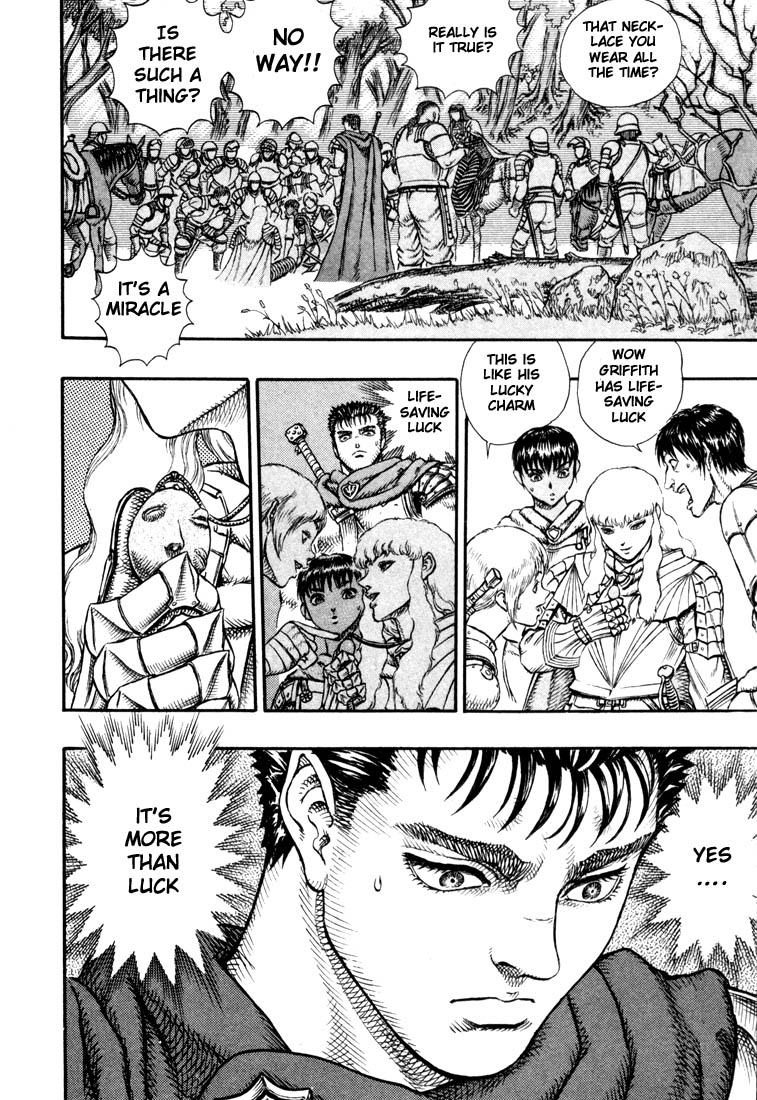 THAT NECK-
LACE YOU
WEAR ALL
THE TIME?
REALLY IS
IT TRUE?
NO
WAY!!
IS
THERE
SUCH A
THING?
IT'S A
MIRACLE
WOW
GRIFFITH
HAS LIFE-
SAVING
LUCK
THIS IS
LIKE HIS
LUCKY
CHARM
LIFE-
SAVING
LUCK
YES
....
IT'S
MORE
THAN
LUCK